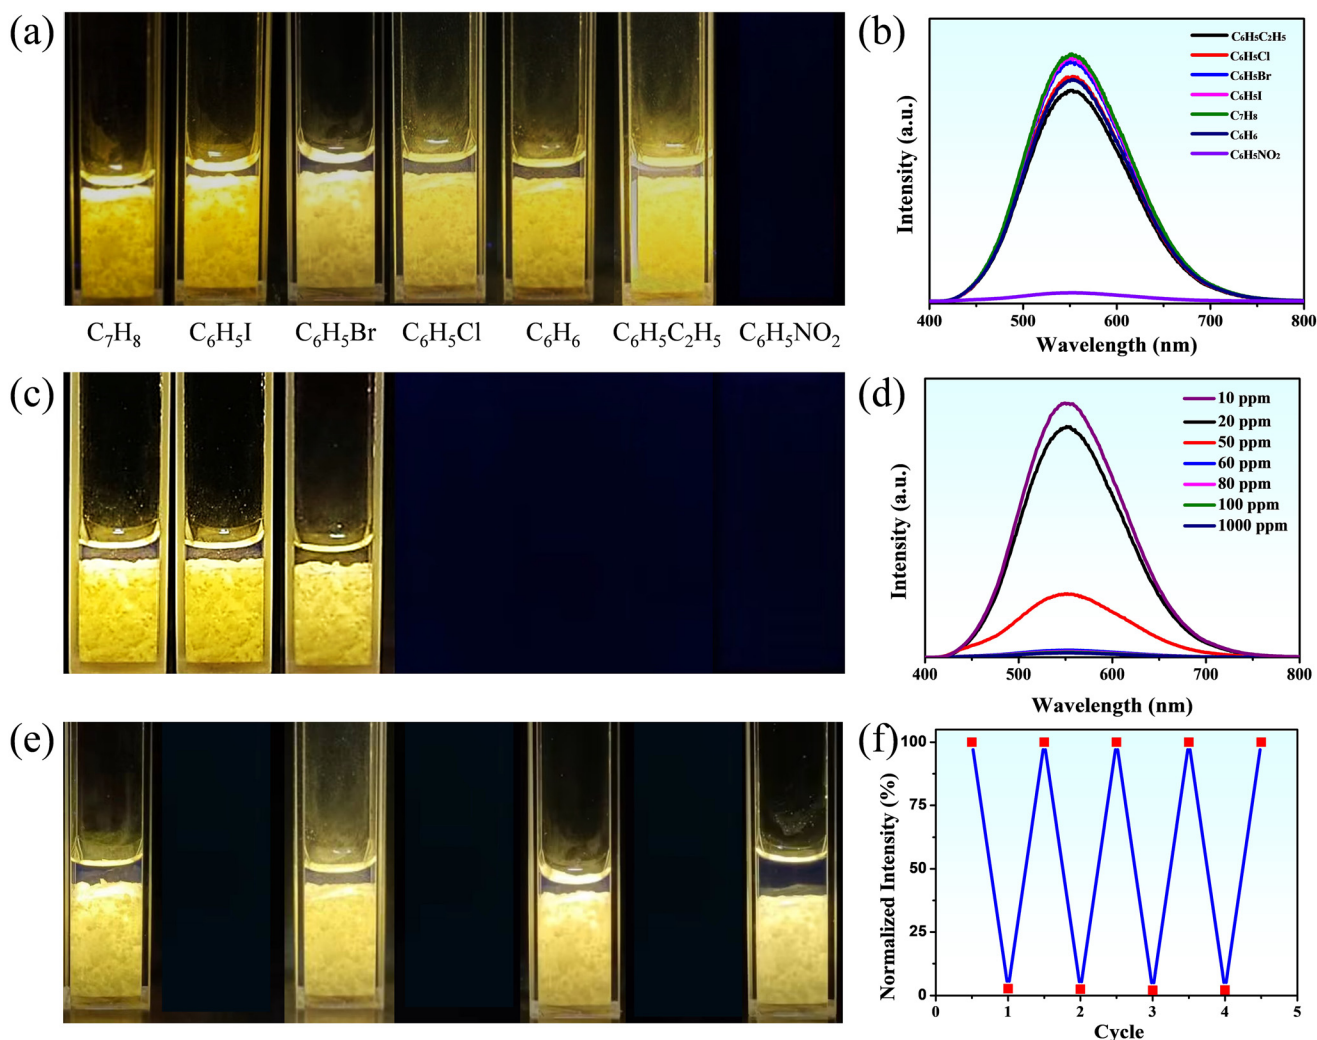 (a)
C₇H₈ C₆H₅I C₆H₅Br C₆H₅Cl C₆H₆ C₆H₅C₂H₅ C₆H₅NO₂
(b)
Intensity (a.u.)
C₆H₅C₂H₅
C₆H₅Cl
C₆H₅Br
C₆H₅I
C₇H₈
C₆H₆
C₆H₅NO₂
400 500 600 700 800
Wavelength (nm)
(c)
(d)
Intensity (a.u.)
10 ppm
20 ppm
50 ppm
60 ppm
80 ppm
100 ppm
1000 ppm
400 500 600 700 800
Wavelength (nm)
(e)
(f)
Normalized Intensity (%)
100
75
50
25
0
0 1 2 3 4 5
Cycle